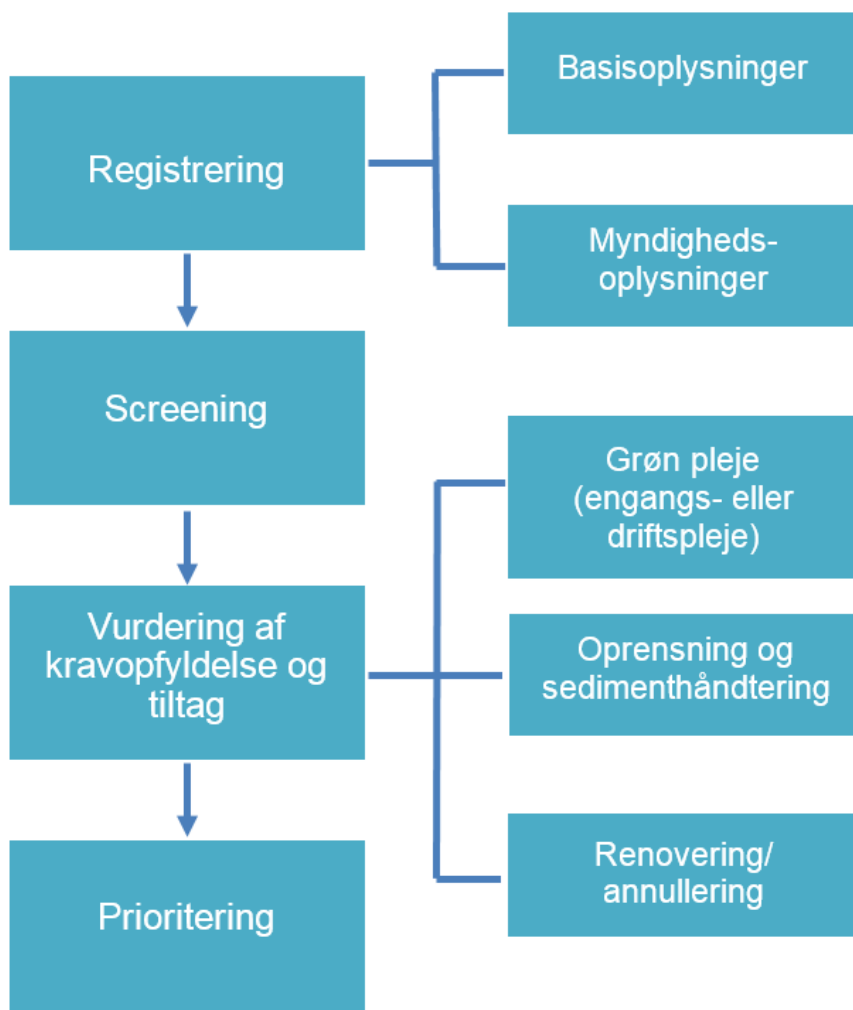 Registrering
Basisoplysninger
Myndigheds-
oplysninger
Screening
Vurdering af
kravopfyldelse og
tiltag
Grøn pleje
(engangs- eller
driftspleje)
Oprensning og
sedimenthåndtering
Renovering/
annullering
Prioritering